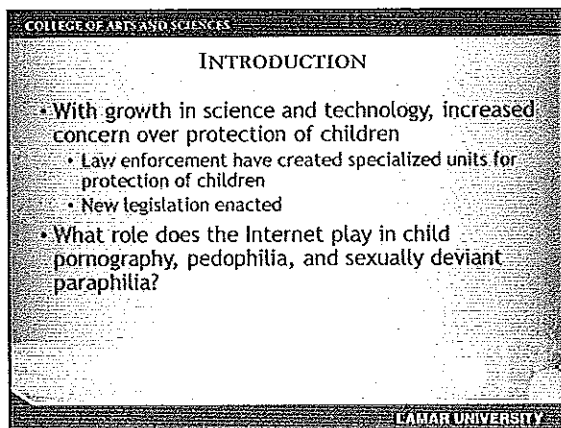 COLLEGE OF ARTS AND SCIENCES
INTRODUCTION
• With growth in science and technology, increased
concern over protection of children
• Law enforcement have created specialized units for
protection of children
• New legislation enacted
• What role does the Internet play in child
pornography, pedophilia, and sexually deviant
paraphilia?
LAMAR UNIVERSITY